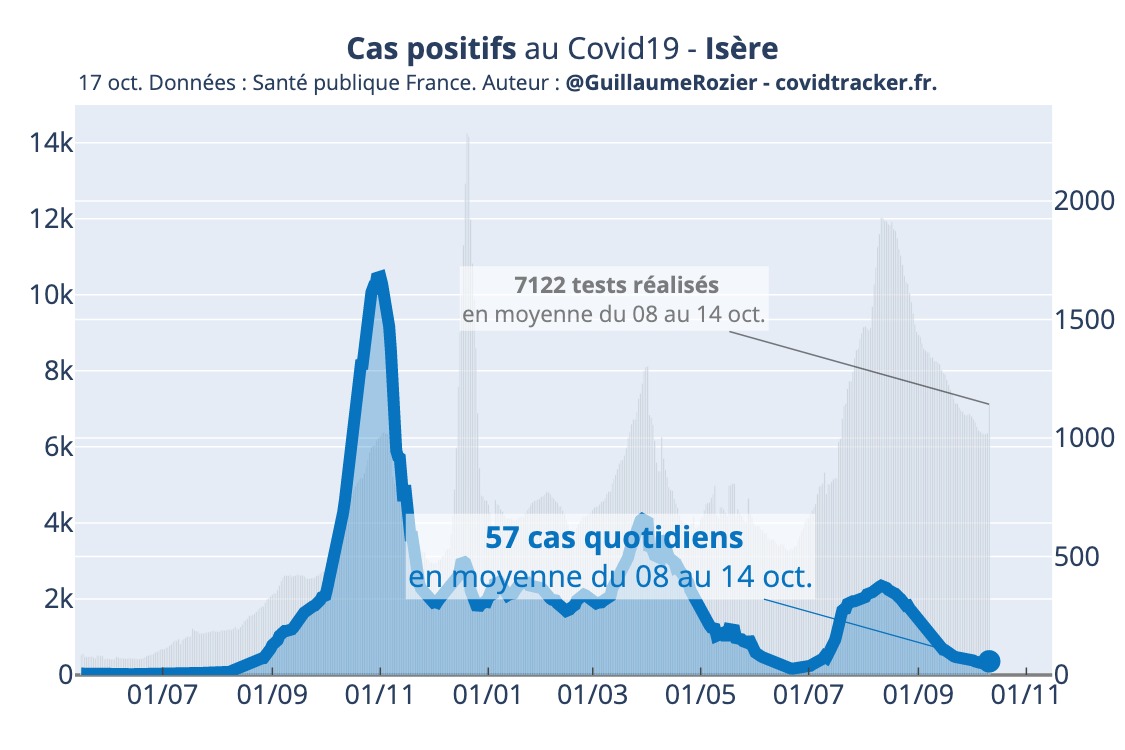 Cas positifs au Covid19 - Isère
17 oct. Données : Santé publique France. Auteur : @GuillaumeRozier - covidtracker.fr.
14k
12k
10k
8k
6k
4k
2k
0
2000
1500
1000
500
0
7122 tests réalisés
en moyenne du 08 au 14 oct.
57 cas quotidiens
en moyenne du 08 au 14 oct.
01/07 01/09 01/11 01/01 01/03 01/05 01/07 01/09 01/11